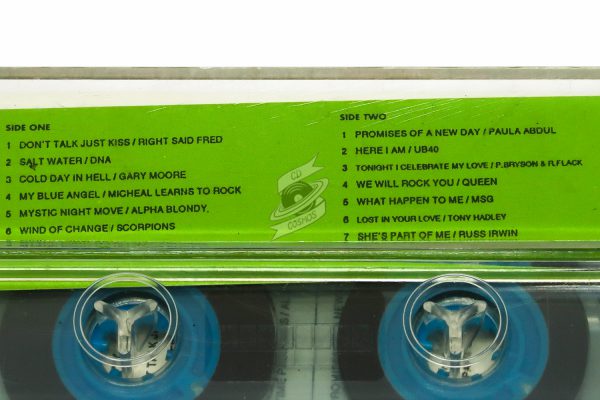 SIDE ONE
1 DON'T TALK JUST KISS / RIGHT SAID FRED
2 SALT WATER / DNA
3 COLD DAY IN HELL / GARY MOORE
4 MY BLUE ANGEL / MICHEAL LEARNS TO ROCK
5 MYSTIC NIGHT MOVE / ALPHA BLONDY,
6 WIND OF CHANGE / SCORPIONS
SIDE TWO
1 PROMISES OF A NEW DAY / PAULA ABDUL
2 HERE I AM / UB40
3 TONIGHT I CELEBRATE MY LOVE / P.BRYSON & R.FLACK
4 WE WILL ROCK YOU / QUEEN
5 WHAT HAPPEN TO ME / MSG
6 LOST IN YOUR LOVE / TONY HADLEY
7 SHE'S PART OF ME / RUSS IRWIN
CD
COSMOS